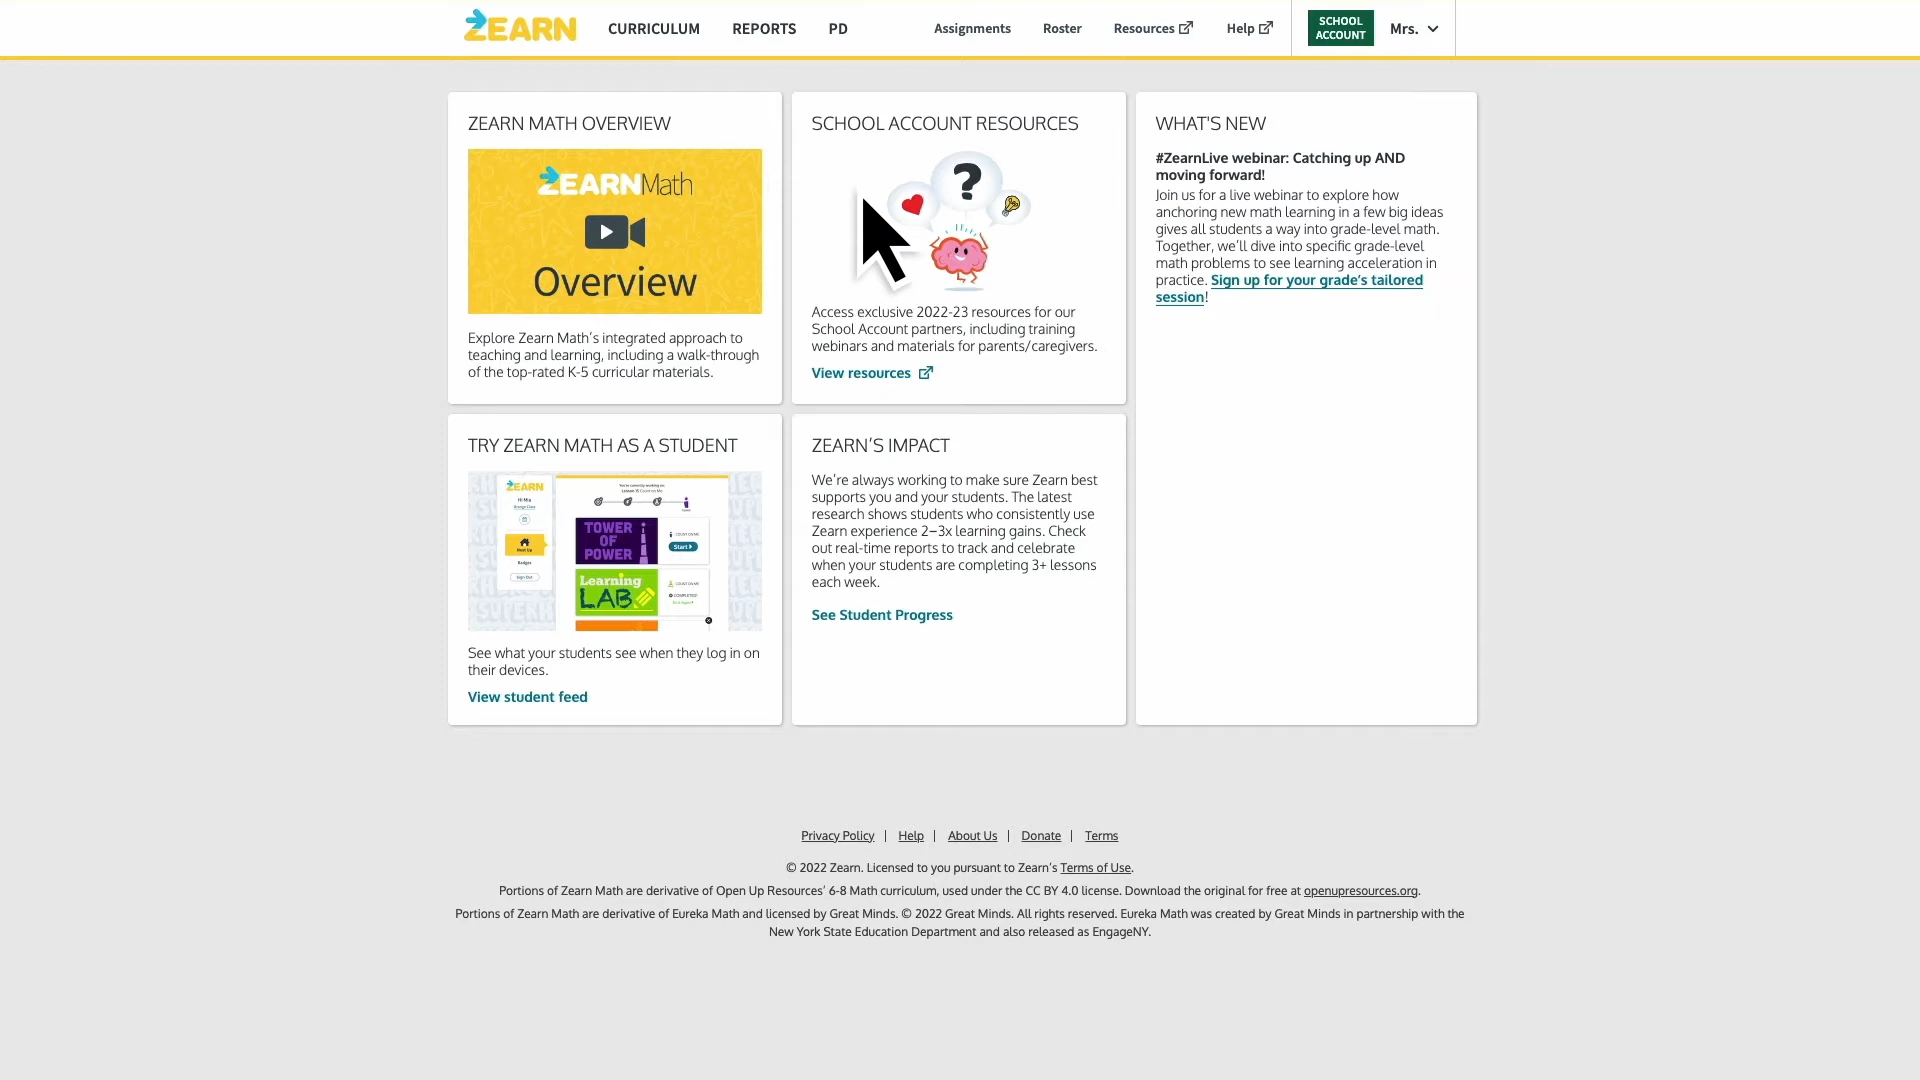 ZEARN
CURRICULUM
REPORTS
PD
Assignments
Roster
Resources
Help
SCHOOL
ACCOUNT
Mrs.
ZEARN MATH OVERVIEW
ZEARN Math
Overview
Explore Zearn Math’s integrated approach to
teaching and learning, including a walk-through
of the top-rated K-5 curricular materials.
SCHOOL ACCOUNT RESOURCES
?
Access exclusive 2022-23 resources for our
School Account partners, including training
webinars and materials for parents/caregivers.
View resources
WHAT'S NEW
#ZearnLive webinar: Catching up AND
moving forward!
Join us for a live webinar to explore how
anchoring new math learning in a few big ideas
gives all students a way into grade-level math.
Together, we’ll dive into specific grade-level
math problems to see learning acceleration in
practice. Sign up for your grade’s tailored
session!
TRY ZEARN MATH AS A STUDENT
ZEARN
Hi Mia
Next Up
Badges
Sign Out
You're currently working on:
Lesson 15 Count on Me
TOWER
OF
POWER
COUNT ON ME
Start
Learning
LAB
COUNT ON ME
COMPLETED!
See what your students see when they log in on
their devices.
View student feed
ZEARN’S IMPACT
We’re always working to make sure Zearn best
supports you and your students. The latest
research shows students who consistently use
Zearn experience 2–3x learning gains. Check
out real-time reports to track and celebrate
when your students are completing 3+ lessons
each week.
See Student Progress
Privacy Policy | Help | About Us | Donate | Terms
© 2022 Zearn. Licensed to you pursuant to Zearn’s Terms of Use.
Portions of Zearn Math are derivative of Open Up Resources’ 6-8 Math curriculum, used under the CC BY 4.0 license. Download the original for free at openupresources.org.
Portions of Zearn Math are derivative of Eureka Math and licensed by Great Minds. © 2022 Great Minds. All rights reserved. Eureka Math was created by Great Minds in partnership with the
New York State Education Department and also released as EngageNY.